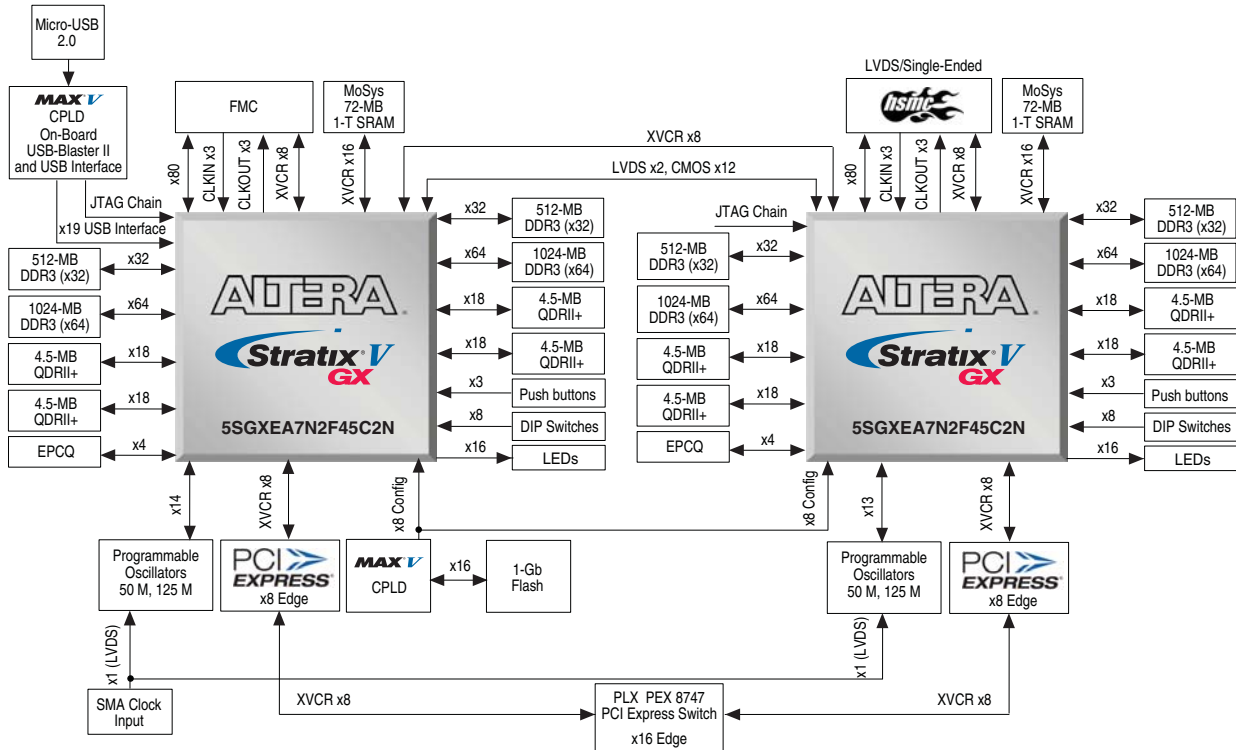 Micro-USB
2.0
MAX V
CPLD
On-Board
USB-Blaster II
and USB Interface
JTAG Chain
x19 USB Interface
FMC
MoSys
72-MB
1-T SRAM
x80
CLKIN x3
CLKOUT x3
XVCR x8
XVCR x16
XVCR x8
LVDS x2, CMOS x12
LVDS/Single-Ended
hsmc
MoSys
72-MB
1-T SRAM
x80
CLKIN x3
CLKOUT x3
XVCR x8
XVCR x16
JTAG Chain
512-MB
DDR3 (x32)
x32
1024-MB
DDR3 (x64)
x64
4.5-MB
QDRII+
x18
4.5-MB
QDRII+
x18
EPCQ
x4
ALTERA.
Stratix® V
GX
5SGXEA7N2F45C2N
x32
512-MB
DDR3 (x32)
x64
1024-MB
DDR3 (x64)
x18
4.5-MB
QDRII+
x18
4.5-MB
QDRII+
x3
Push buttons
x8
DIP Switches
x16
LEDs
512-MB
DDR3 (x32)
x32
1024-MB
DDR3 (x64)
x64
4.5-MB
QDRII+
x18
4.5-MB
QDRII+
x18
EPCQ
x4
ALTERA.
Stratix® V
GX
5SGXEA7N2F45C2N
x32
512-MB
DDR3 (x32)
x64
1024-MB
DDR3 (x64)
x18
4.5-MB
QDRII+
x18
4.5-MB
QDRII+
x3
Push buttons
x8
DIP Switches
x16
LEDs
x14
XVCR x8
x8 Config
x8 Config
x13
XVCR x8
Programmable
Oscillators
50 M, 125 M
PCI
EXPRESS®
x8 Edge
MAX V
CPLD
x16
1-Gb
Flash
Programmable
Oscillators
50 M, 125 M
PCI
EXPRESS®
x8 Edge
x1 (LVDS)
x1 (LVDS)
SMA Clock
Input
XVCR x8
PLX PEX 8747
PCI Express Switch
x16 Edge
XVCR x8